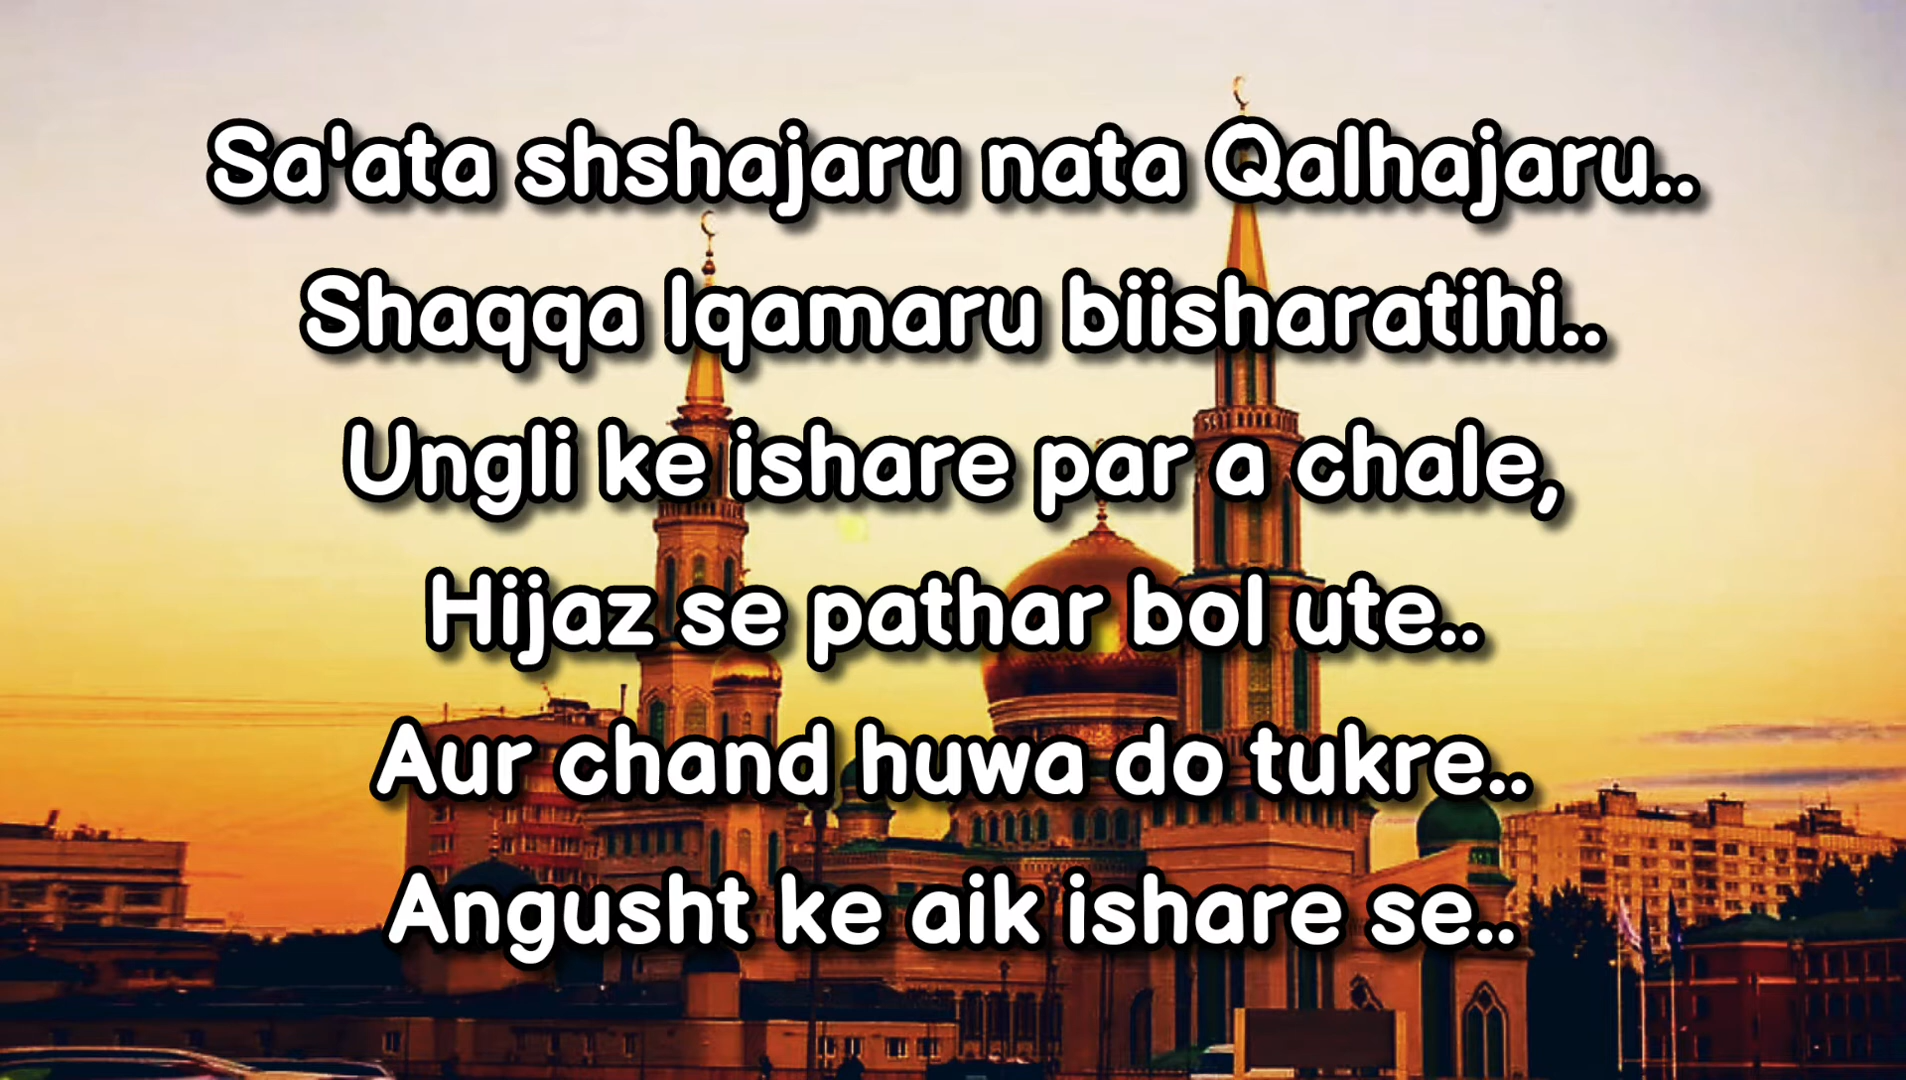 Sa'ata shshajaru nata Qalhajaru..
Shaqqa lqamaru biisharatihi..
Ungli ke ishare par a chale,
Hijaz se pathar bol ute..
Aur chand huwa do tukre..
Angusht ke aik ishare se..